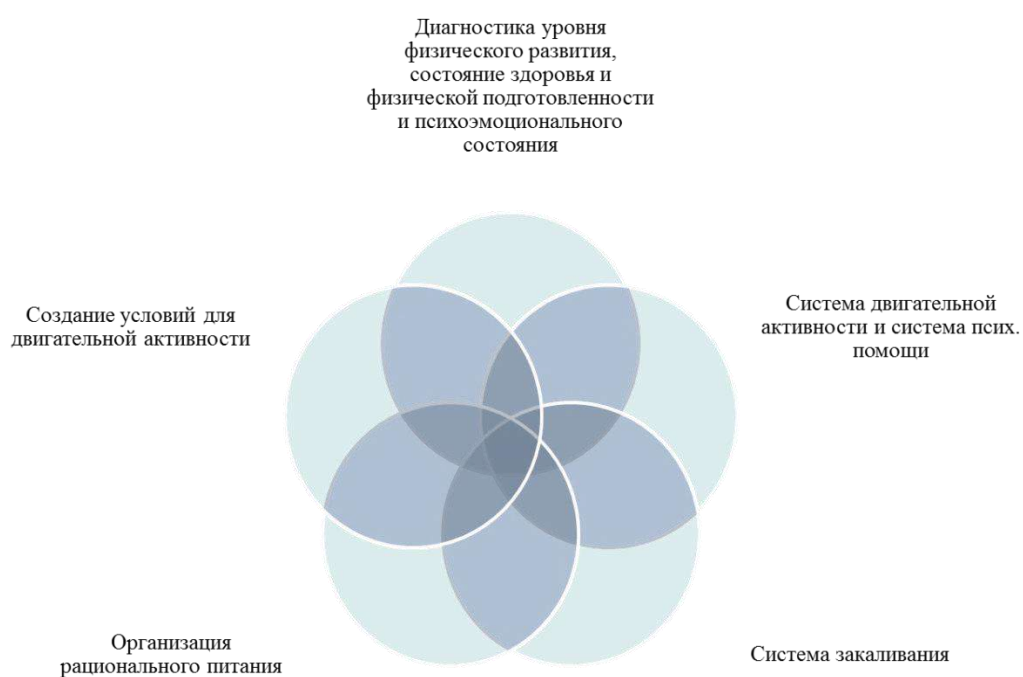 Диагностика уровня
физического развития,
состояние здоровья и
физической подготовленности
и психоэмоционального
состояния
Создание условий для
двигательной активности
Система двигательной
активности и система псих.
помощи
Организация
рационального питания
Система закаливания